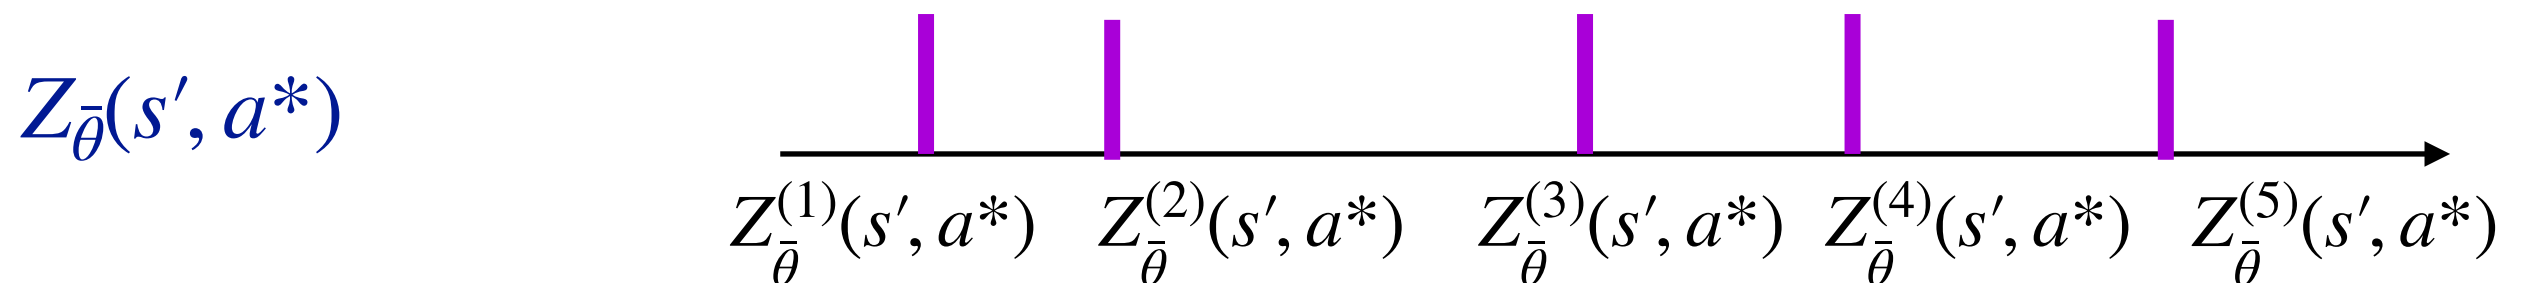 Z_θ̄(s′, a*)
Z_θ̄^(1)(s′, a*) Z_θ̄^(2)(s′, a*) Z_θ̄^(3)(s′, a*) Z_θ̄^(4)(s′, a*) Z_θ̄^(5)(s′, a*)